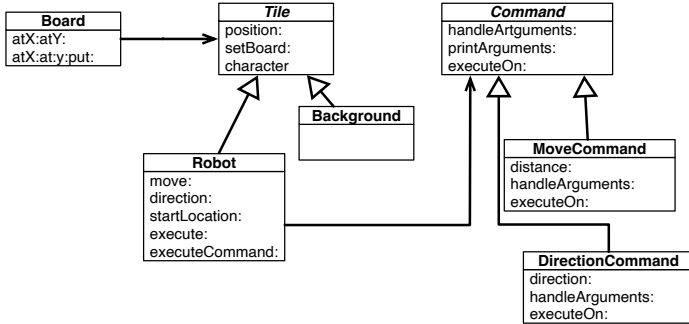 Board
atX:atY:
atX:at:y:put:
Tile
position:
setBoard:
character
Command
handleArtguments:
printArguments:
executeOn:
Background
Robot
move:
direction:
startLocation:
execute:
executeCommand:
MoveCommand
distance:
handleArguments:
executeOn:
DirectionCommand
direction:
handleArguments:
executeOn: